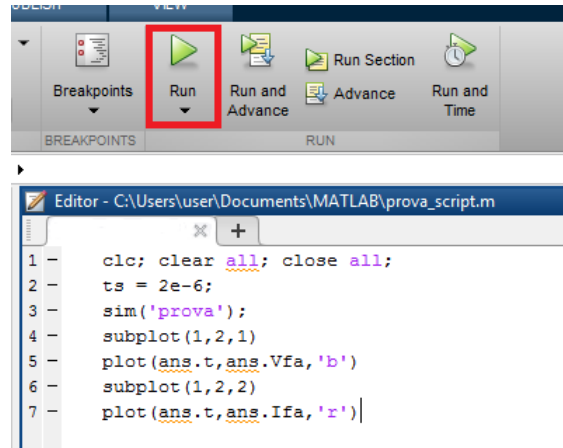 VIEW
Breakpoints
Run
Run and
Advance
Run Section
Advance
Run and
Time
BREAKPOINTS
RUN
Editor - C:\Users\user\Documents\MATLAB\prova_script.m
1 - clc; clear all; close all;
2 - ts = 2e-6;
3 - sim('prova');
4 - subplot(1,2,1)
5 - plot(ans.t,ans.Vfa,'b')
6 - subplot(1,2,2)
7 - plot(ans.t,ans.Ifa,'r')